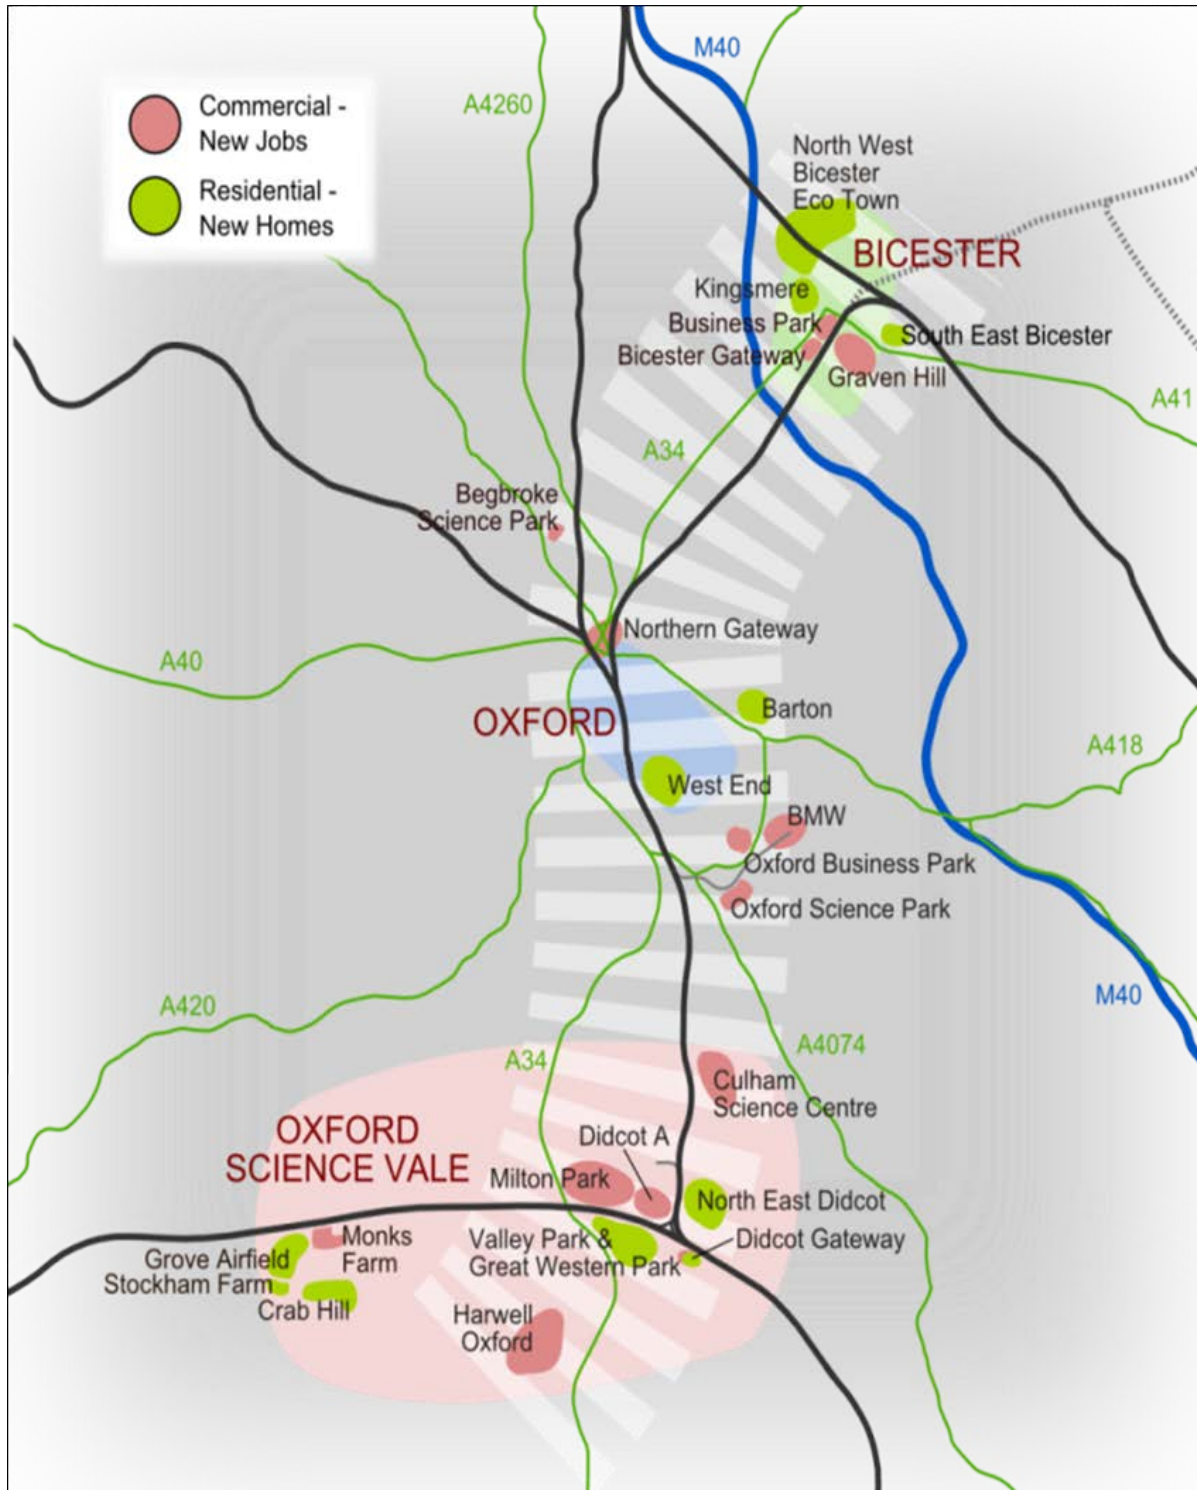 M40
A4260
Commercial -
New Jobs
Residential -
New Homes
North West
Bicester
Eco Town
BICESTER
Kingsmere
Business Park
South East Bicester
Bicester Gateway
Graven Hill
A41
A34
Begbroke
Science Park
Northern Gateway
A40
Barton
OXFORD
A418
West End
BMW
Oxford Business Park
Oxford Science Park
M40
A420
A34
A4074
Culham
Science Centre
OXFORD
SCIENCE VALE
Didcot A
Milton Park
North East Didcot
Monks
Farm
Valley Park &
Great Western Park
Didcot Gateway
Grove Airfield
Stockham Farm
Crab Hill
Harwell
Oxford